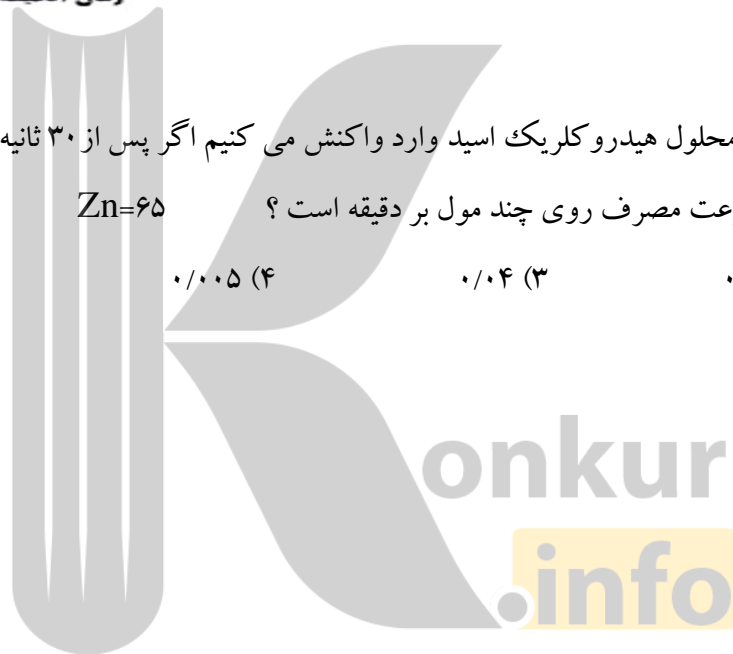 محلول هیدروکلریک اسید وارد واکنش می کنیم اگر پس از ۳۰ ثانیه
مصرف روی چند مول بر دقیقه است ؟ Zn=۶۵
۳) ۰/۰۴ ۴) ۰/۰۰۵
onkur
.info